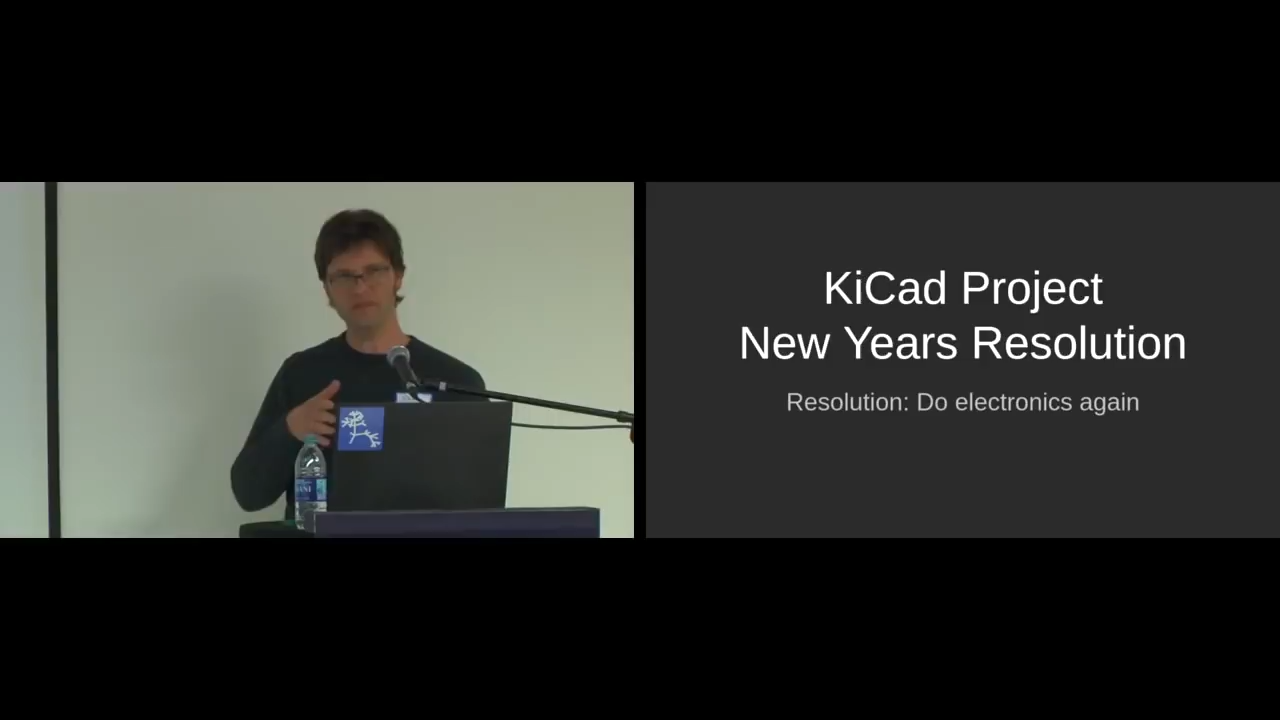 KiCad Project
New Years Resolution
Resolution: Do electronics again